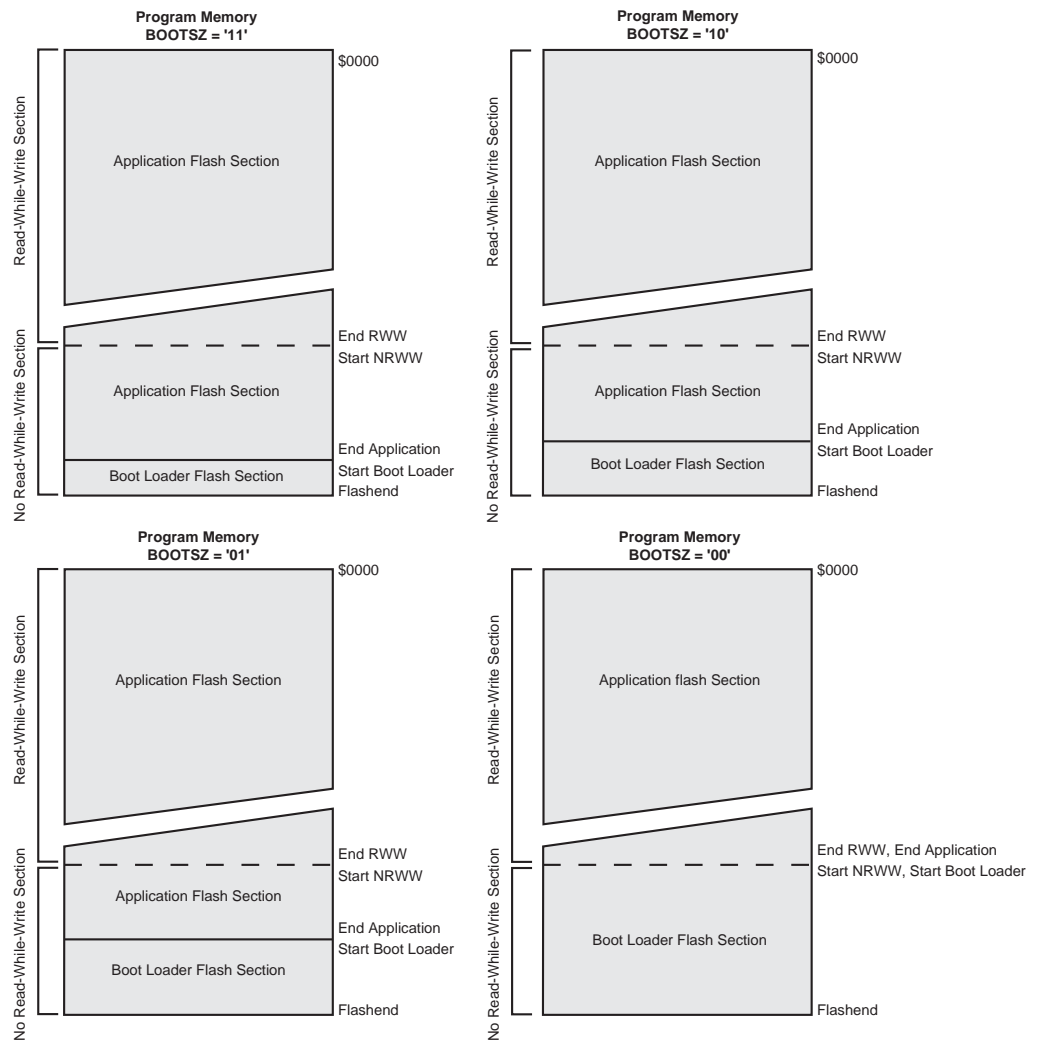 Program Memory
BOOTSZ = '11'
$0000
Read-While-Write Section
Application Flash Section
End RWW
Start NRWW
No Read-While-Write Section
Application Flash Section
End Application
Start Boot Loader
Boot Loader Flash Section
Flashend
Program Memory
BOOTSZ = '10'
$0000
Read-While-Write Section
Application Flash Section
End RWW
Start NRWW
No Read-While-Write Section
Application Flash Section
End Application
Start Boot Loader
Boot Loader Flash Section
Flashend
Program Memory
BOOTSZ = '01'
$0000
Read-While-Write Section
Application Flash Section
End RWW
Start NRWW
No Read-While-Write Section
Application Flash Section
End Application
Start Boot Loader
Boot Loader Flash Section
Flashend
Program Memory
BOOTSZ = '00'
$0000
Read-While-Write Section
Application flash Section
End RWW, End Application
Start NRWW, Start Boot Loader
No Read-While-Write Section
Boot Loader Flash Section
Flashend